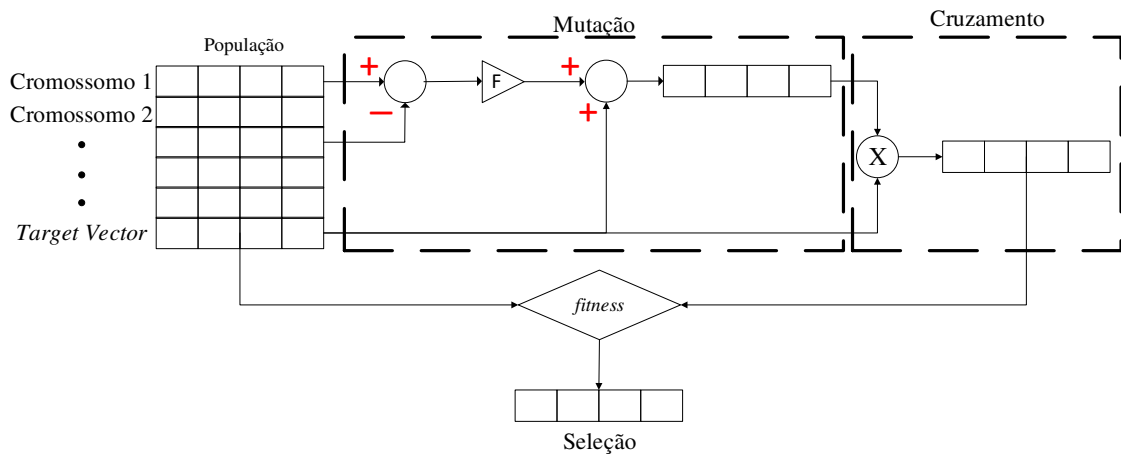 Cruzamento
Mutação
População
Cromossomo 1
Cromossomo 2
Target Vector
+
−
F
+
+
X
fitness
Seleção